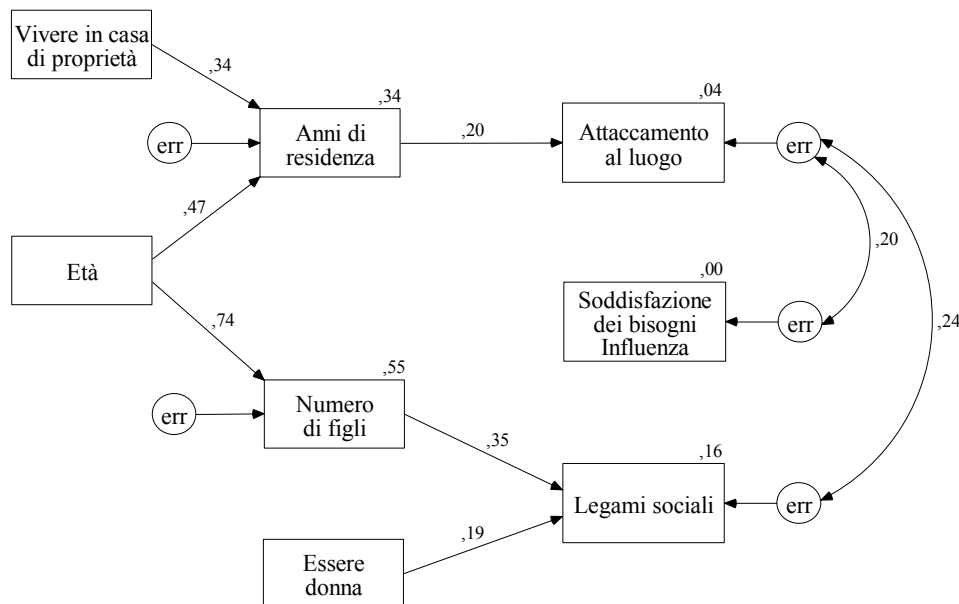 Vivere in casa
di proprietà
,34
,34
err
Anni di
residenza
,20
,04
Attaccamento
al luogo
err
,47
Età
,20
,00
Soddisfazione
dei bisogni
Influenza
err
,24
,74
,55
err
Numero
di figli
,35
,16
Legami sociali
err
,19
Essere
donna